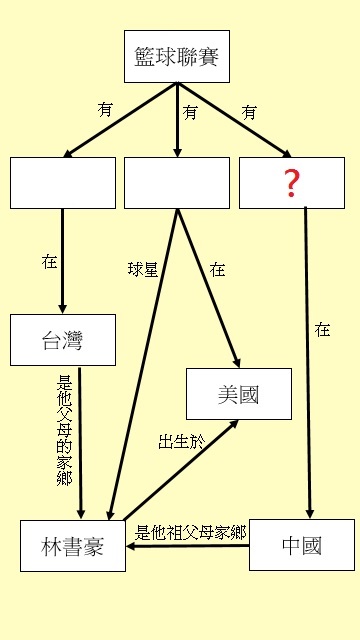 籃球聯賽
有
有
有
?
在
球星
在
在
台灣
美國
是他父母的家鄉
出生於
林書豪
是他祖父母家鄉
中國